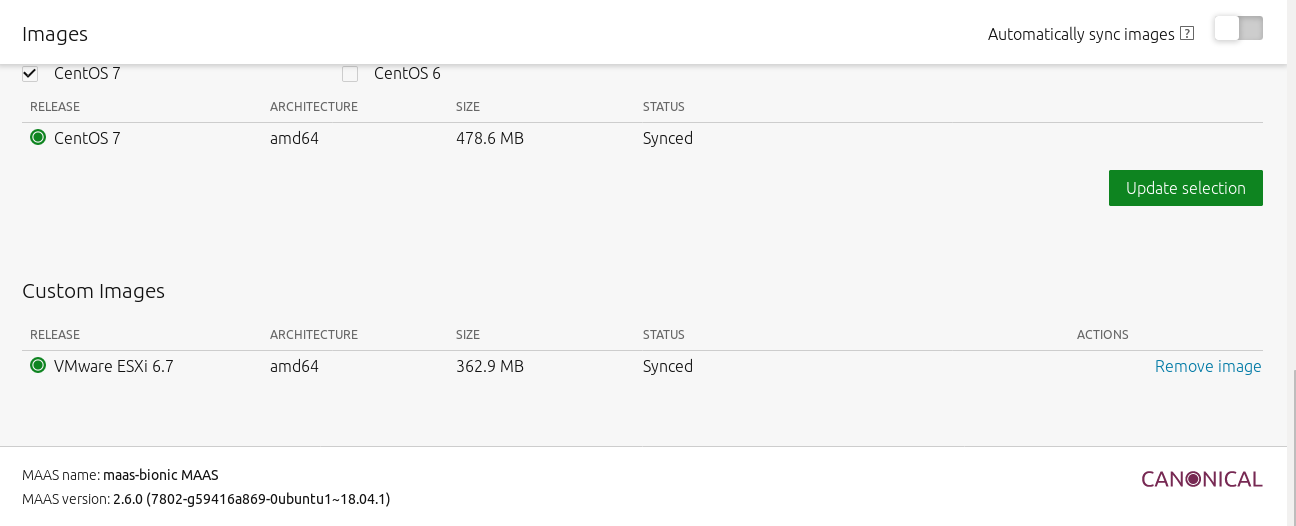 Images
Automatically sync images ?
CentOS 7 CentOS 6
RELEASE ARCHITECTURE SIZE STATUS
CentOS 7 amd64 478.6 MB Synced
Update selection
Custom Images
RELEASE ARCHITECTURE SIZE STATUS ACTIONS
VMware ESXi 6.7 amd64 362.9 MB Synced Remove image
MAAS name: maas-bionic MAAS
MAAS version: 2.6.0 (7802-g59416a869-0ubuntu1~18.04.1)
CANONICAL